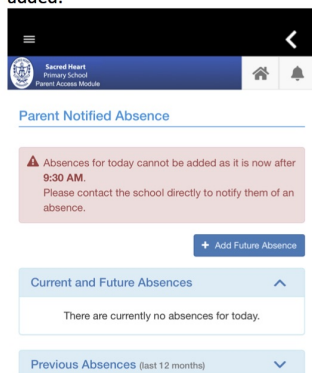 added.
Sacred Heart
Primary School
Parent Access Module
Parent Notified Absence
Absences for today cannot be added as it is now after
9:30 AM.
Please contact the school directly to notify them of an
absence.
+ Add Future Absence
Current and Future Absences
There are currently no absences for today.
Previous Absences (last 12 months)